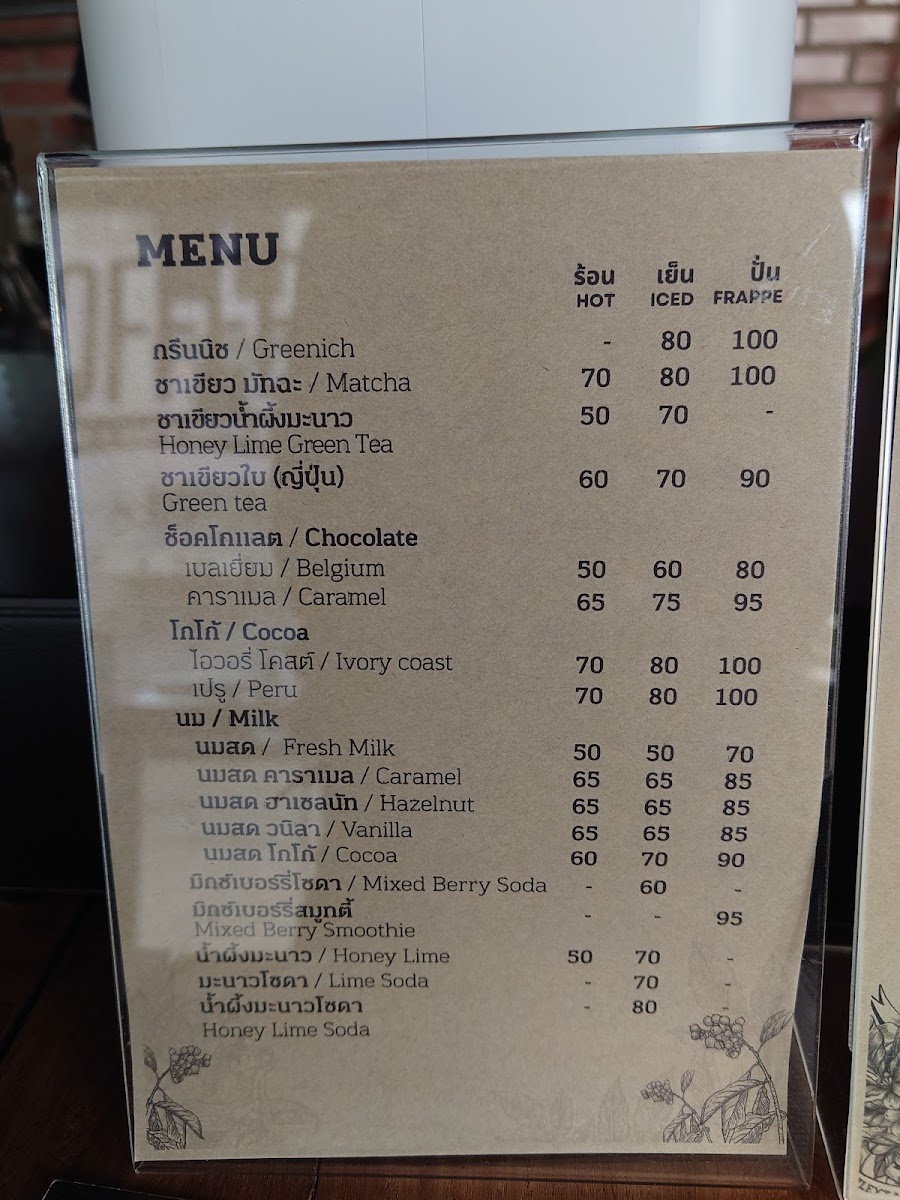 MENU
ร้อน เย็น ปั่น
HOT ICED FRAPPE
กรีนนิช / Greenich - 80 100
ชาเขียว มัทฉะ / Matcha 70 80 100
ชาเขียวน้ำผึ้งมะนาว 50 70 -
Honey Lime Green Tea
ชาเขียวใบ (ญี่ปุ่น) 60 70 90
Green tea
ช็อคโกแลต / Chocolate
เบลเยี่ยม / Belgium 50 60 80
คาราเมล / Caramel 65 75 95
โกโก้ / Cocoa
ไอวอรี่ โคสต์ / Ivory coast 70 80 100
เปรู / Peru 70 80 100
นม / Milk
นมสด / Fresh Milk 50 50 70
นมสด คาราเมล / Caramel 65 65 85
นมสด ฮาเซลนัท / Hazelnut 65 65 85
นมสด วนิลา / Vanilla 65 65 85
นมสด โกโก้ / Cocoa 60 70 90
มิกซ์เบอร์รี่โซดา / Mixed Berry Soda - 60 -
มิกซ์เบอร์รี่สมูทตี้ - - 95
Mixed Berry Smoothie
น้ำผึ้งมะนาว / Honey Lime 50 70 -
มะนาวโซดา / Lime Soda - 70 -
น้ำผึ้งมะนาวโซดา - 80 -
Honey Lime Soda